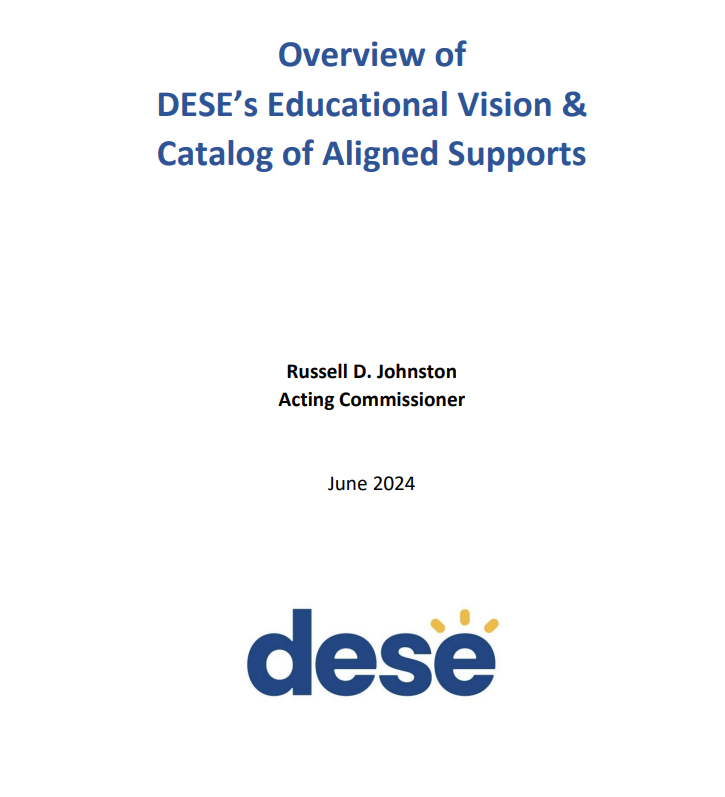 Overview of
DESE’s Educational Vision &
Catalog of Aligned Supports
Russell D. Johnston
Acting Commissioner
June 2024
dese